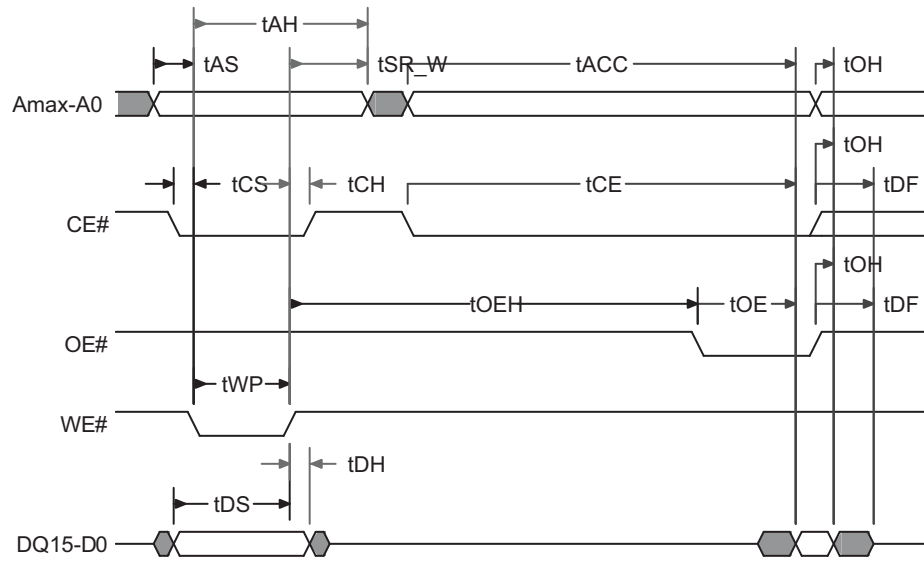 tAH
tAS
tSR_W
tACC
tOH
Amax-A0
tOH
tCS
tCH
tCE
tDF
CE#
tOH
tOEH
tOE
tDF
OE#
tWP
WE#
tDH
tDS
DQ15-D0